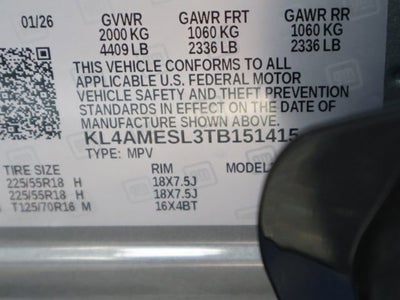 01/26 GVWR GAWR FRT GAWR RR
2000 KG 1060 KG 1060 KG
4409 LB 2336 LB 2336 LB
THIS VEHICLE CONFORMS TO ALL
APPLICABLE U.S. FEDERAL MOTOR
VEHICLE SAFETY AND THEFT PREVENTION
STANDARDS IN EFFECT ON THE DATE OF
MANUFACTURE SHOWN ABOVE.
KL4AMESL3TB151415
TYPE: MPV
TIRE SIZE RIM MODEL
225/55R18 H 18X7.5J
225/55R18 H 18X7.5J
T125/70R16 M 16X4BT